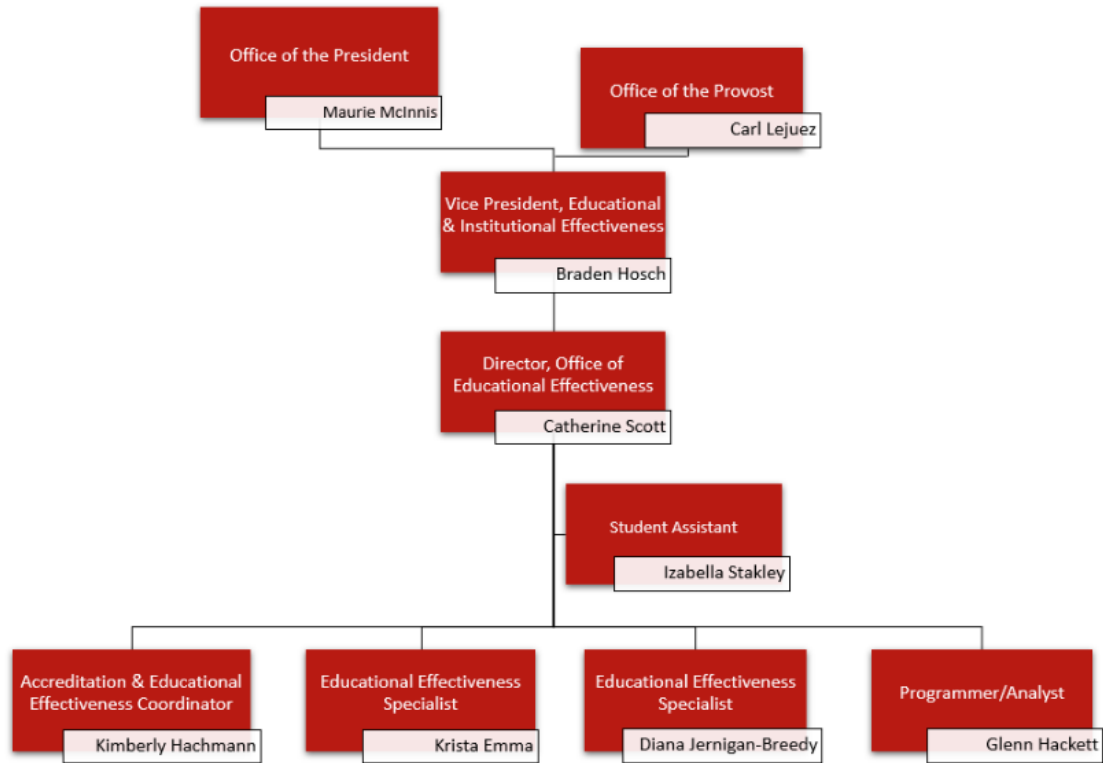 Office of the President
Maurie McInnis
Office of the Provost
Carl Lejuez
Vice President, Educational
& Institutional Effectiveness
Braden Hosch
Director, Office of
Educational Effectiveness
Catherine Scott
Student Assistant
Izabella Stakley
Accreditation & Educational
Effectiveness Coordinator
Kimberly Hachmann
Educational Effectiveness
Specialist
Krista Emma
Educational Effectiveness
Specialist
Diana Jernigan-Breedy
Programmer/Analyst
Glenn Hackett